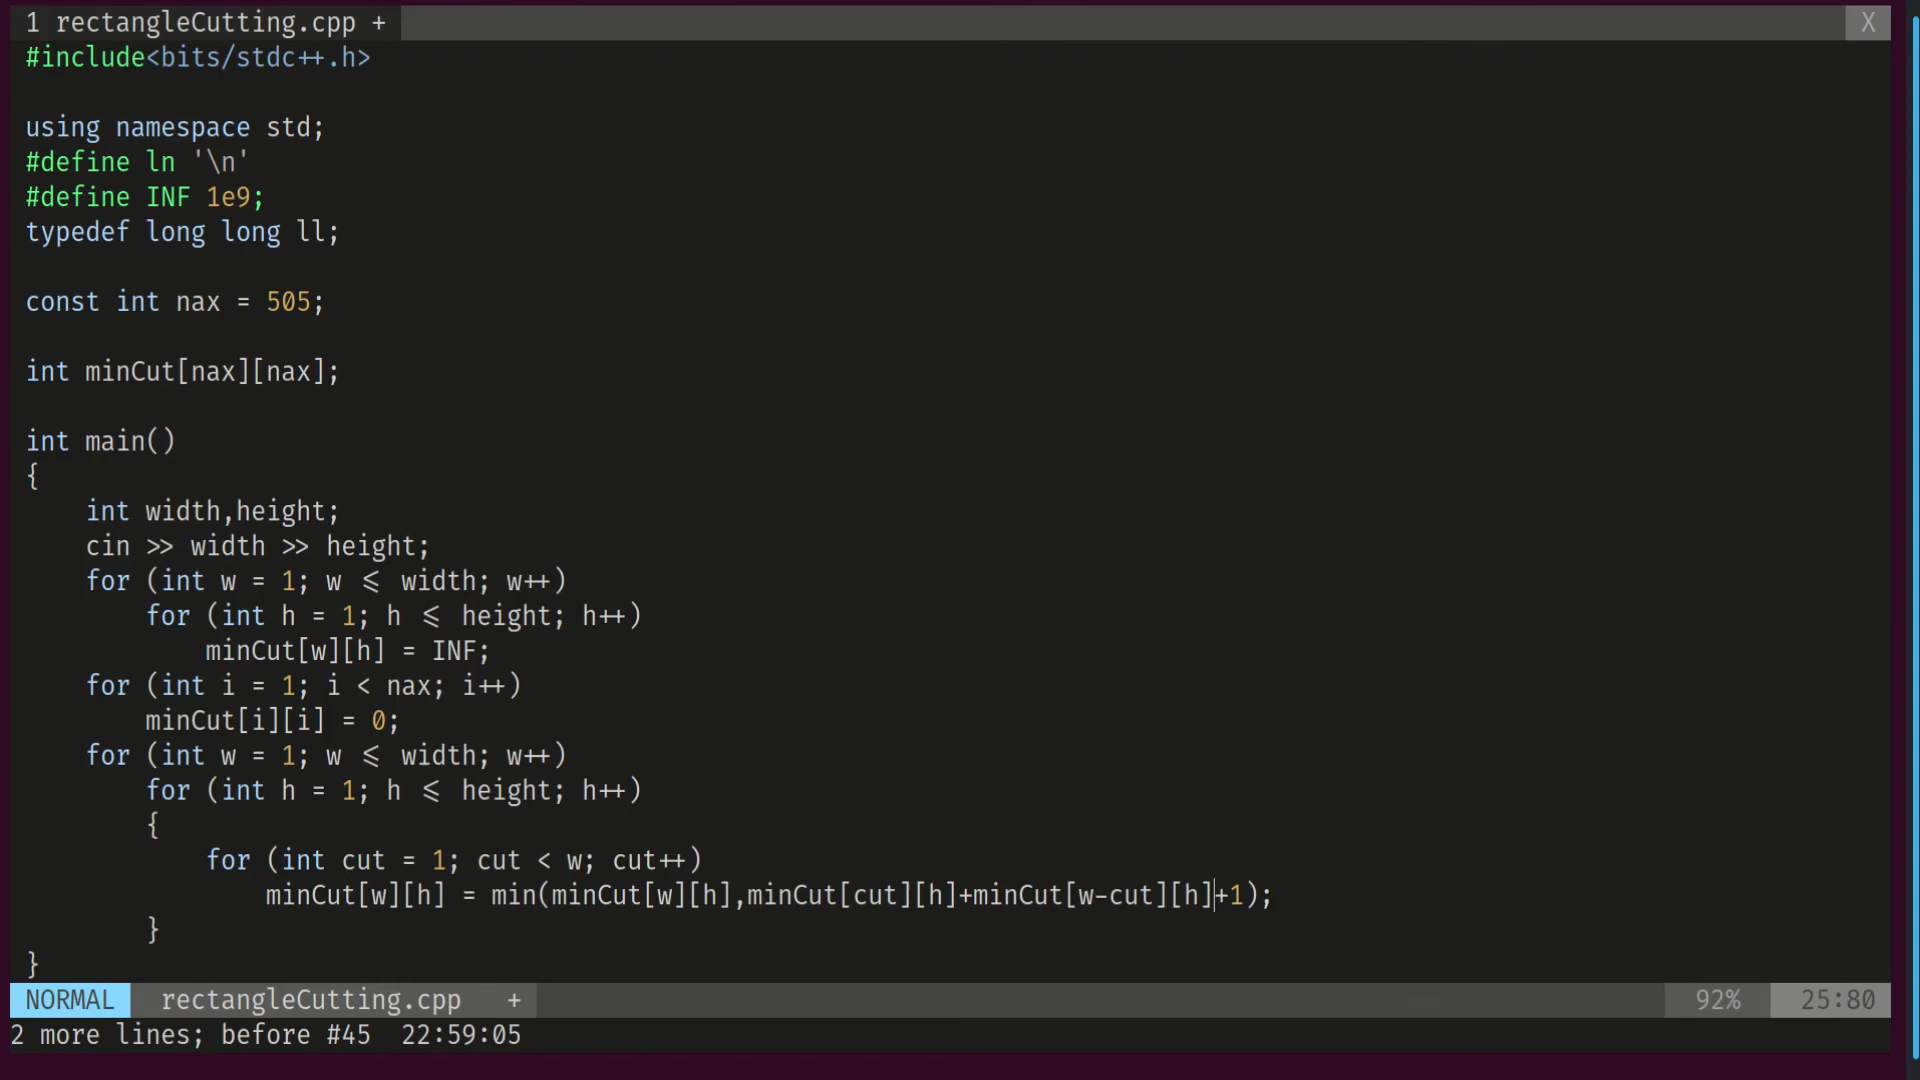 1 rectangleCutting.cpp + X
#include<bits/stdc++.h>
using namespace std;
#define ln '\n'
#define INF 1e9;
typedef long long ll;
const int nax = 505;
int minCut[nax][nax];
int main()
{
    int width,height;
    cin >> width >> height;
    for (int w = 1; w <= width; w++)
        for (int h = 1; h <= height; h++)
            minCut[w][h] = INF;
    for (int i = 1; i < nax; i++)
        minCut[i][i] = 0;
    for (int w = 1; w <= width; w++)
        for (int h = 1; h <= height; h++)
        {
            for (int cut = 1; cut < w; cut++)
                minCut[w][h] = min(minCut[w][h],minCut[cut][h]+minCut[w-cut][h]+1);
        }
}
NORMAL rectangleCutting.cpp + 92% 25:80
2 more lines; before #45 22:59:05